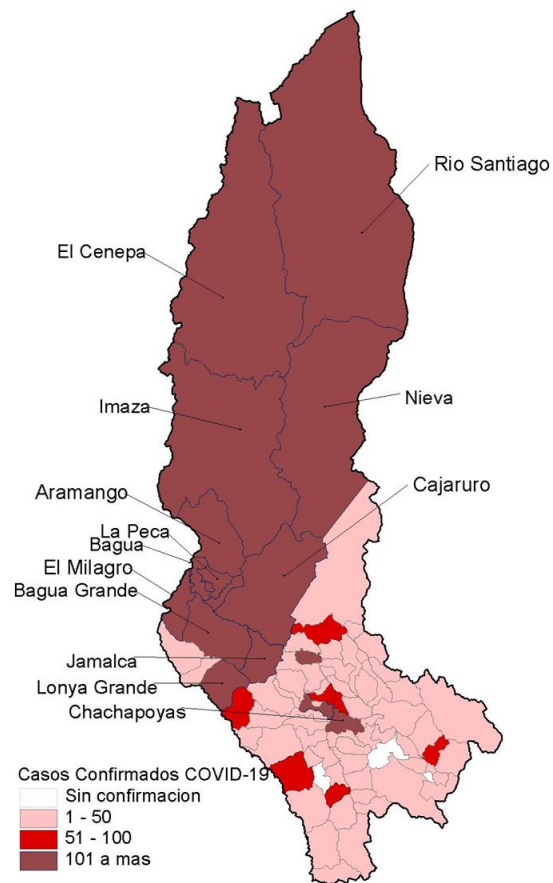 Rio Santiago
El Cenepa
Nieva
Imaza
Cajaruro
Aramango
La Peca
Bagua
El Milagro
Bagua Grande
Jamalca
Lonya Grande
Chachapoyas
Casos Confirmados COVID-19
Sin confirmacion
1 - 50
51 - 100
101 a mas